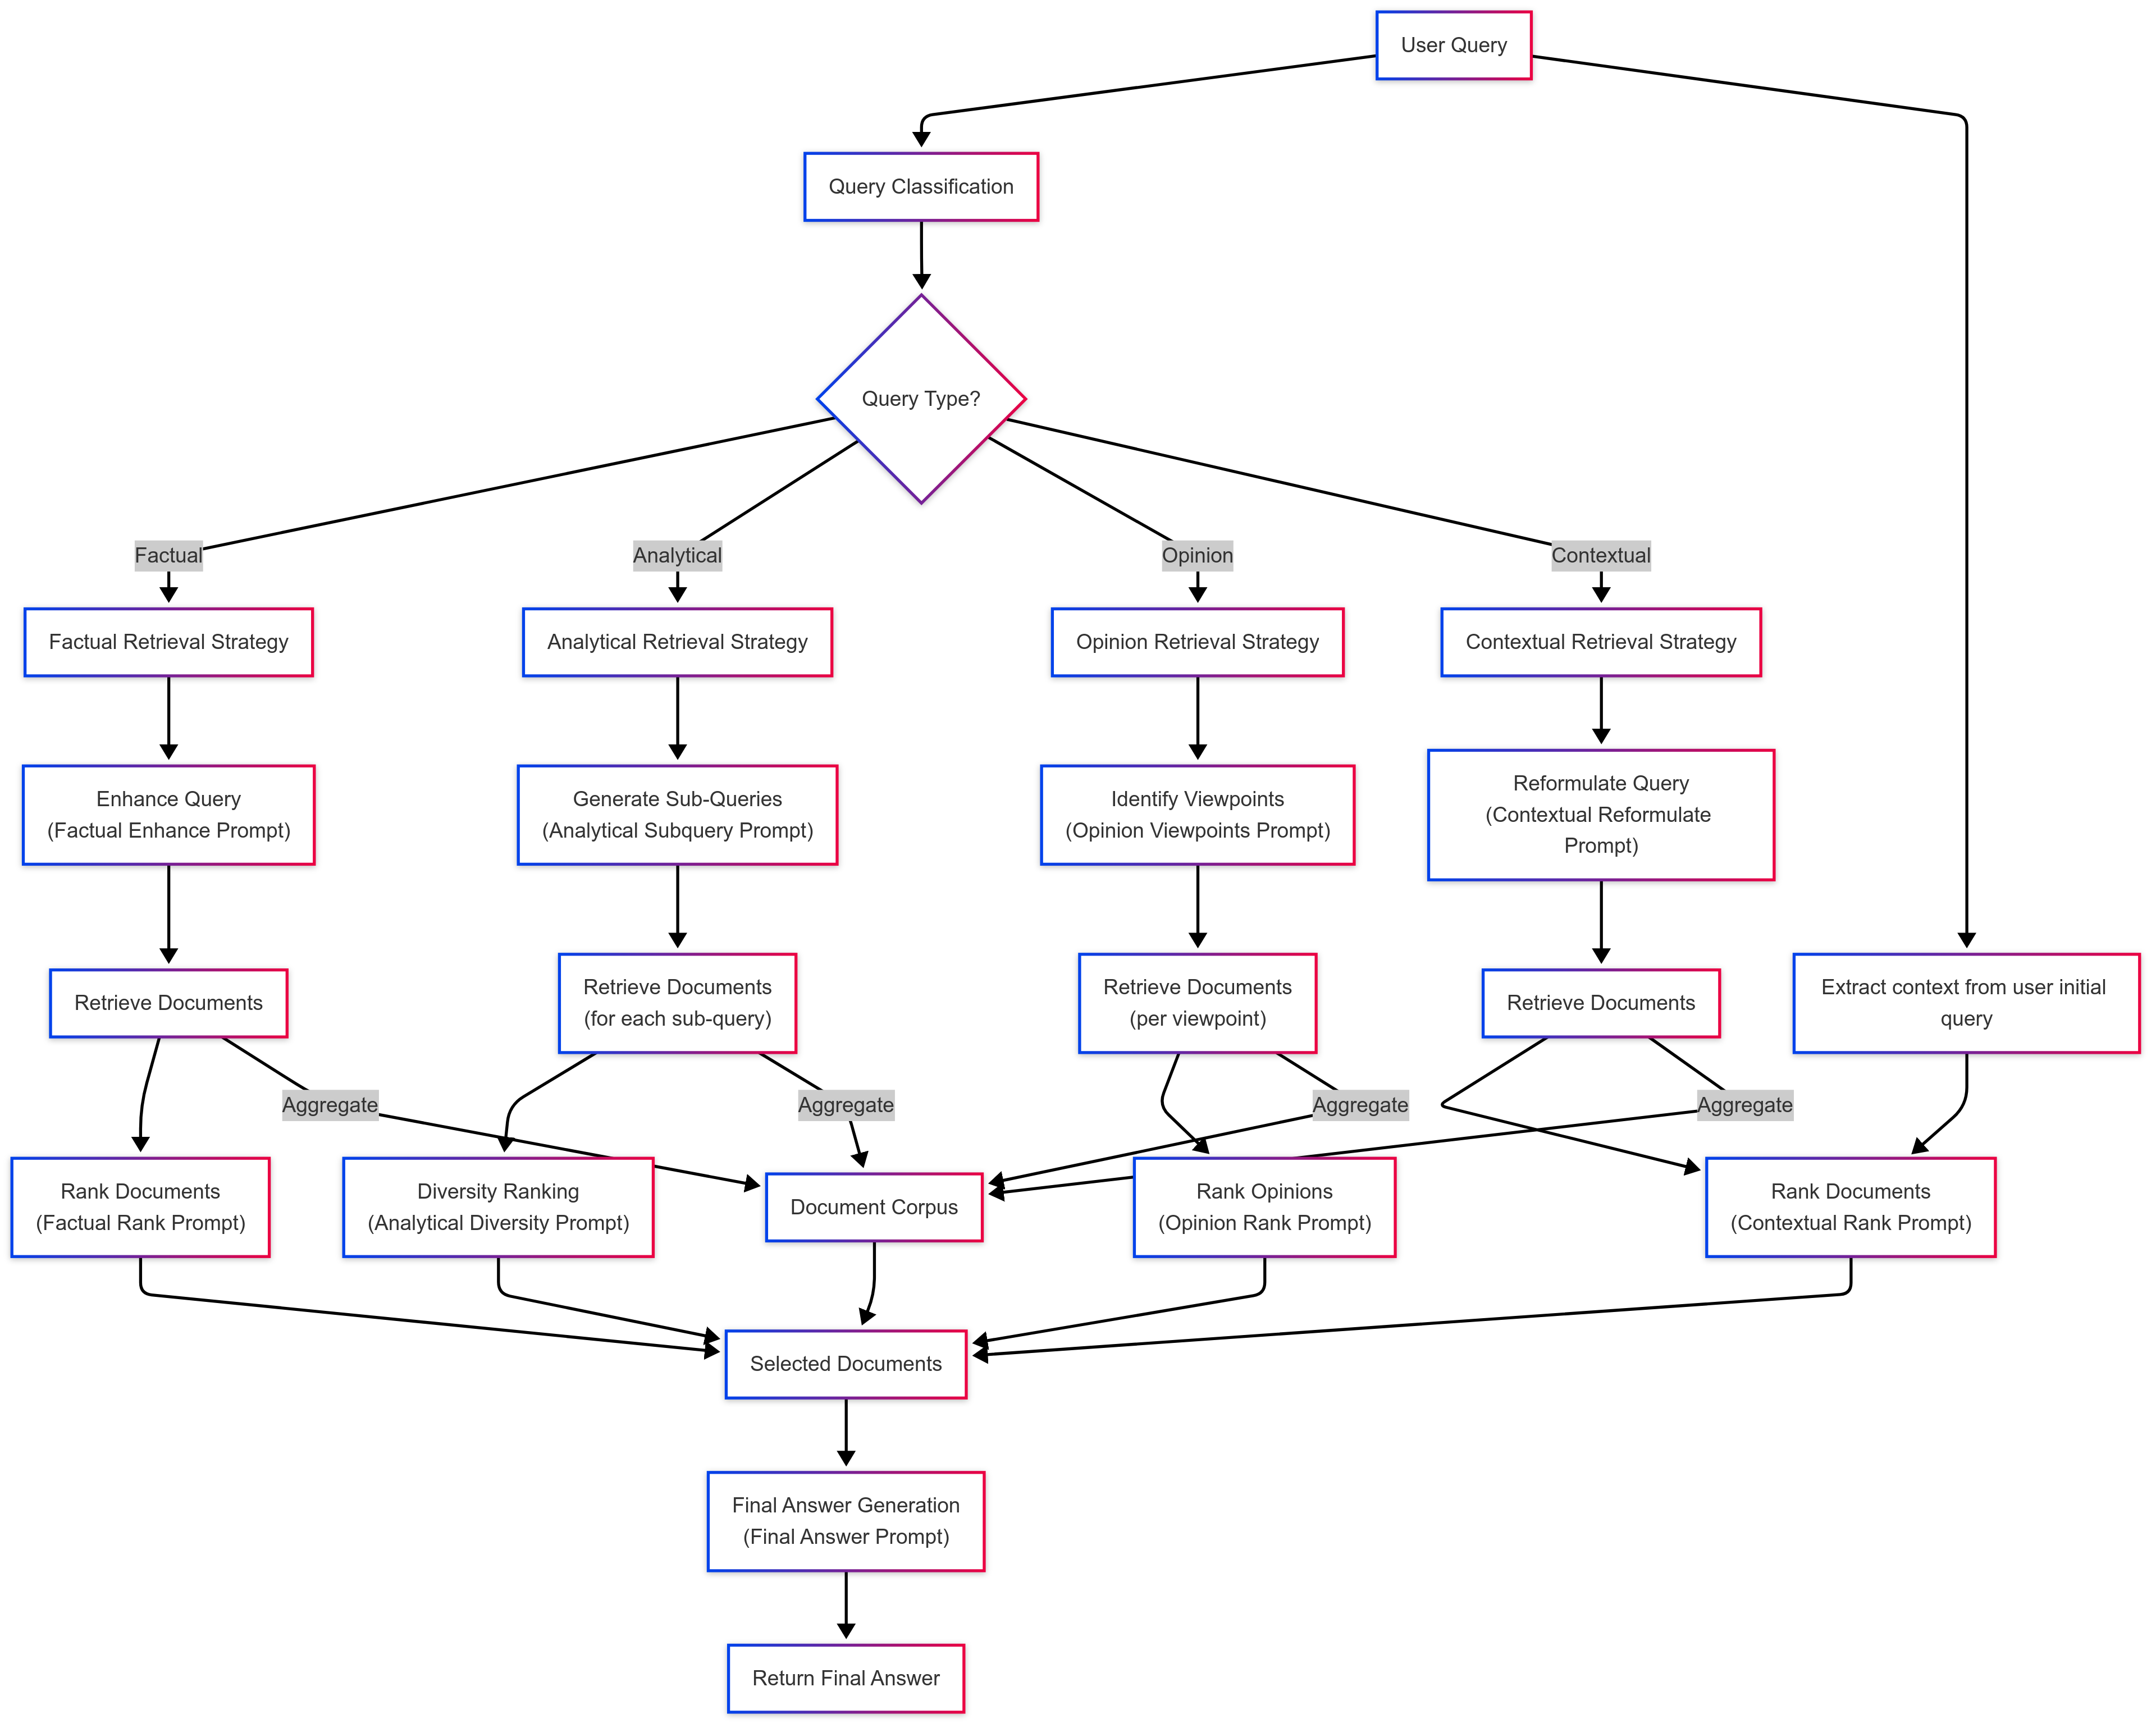 User Query
Query Classification
Query Type?
Factual
Analytical
Opinion
Contextual
Factual Retrieval Strategy
Analytical Retrieval Strategy
Opinion Retrieval Strategy
Contextual Retrieval Strategy
Enhance Query
(Factual Enhance Prompt)
Generate Sub-Queries
(Analytical Subquery Prompt)
Identify Viewpoints
(Opinion Viewpoints Prompt)
Reformulate Query
(Contextual Reformulate
Prompt)
Retrieve Documents
Retrieve Documents
(for each sub-query)
Retrieve Documents
(per viewpoint)
Retrieve Documents
Extract context from user initial
query
Aggregate
Aggregate
Aggregate
Aggregate
Rank Documents
(Factual Rank Prompt)
Diversity Ranking
(Analytical Diversity Prompt)
Document Corpus
Rank Opinions
(Opinion Rank Prompt)
Rank Documents
(Contextual Rank Prompt)
Selected Documents
Final Answer Generation
(Final Answer Prompt)
Return Final Answer